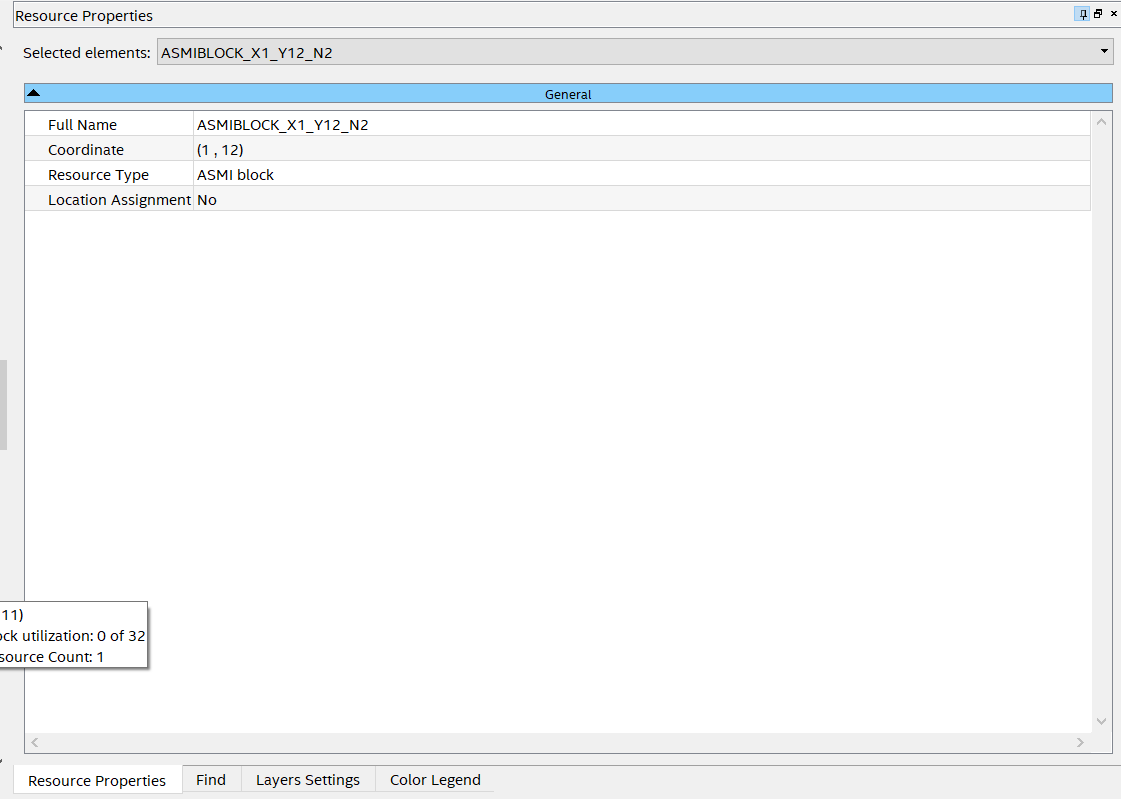 Resource Properties
Selected elements: ASMIBLOCK_X1_Y12_N2
General
Full Name ASMIBLOCK_X1_Y12_N2
Coordinate (1 , 12)
Resource Type ASMI block
Location Assignment No
11)
ock utilization: 0 of 32
source Count: 1
Resource Properties Find Layers Settings Color Legend